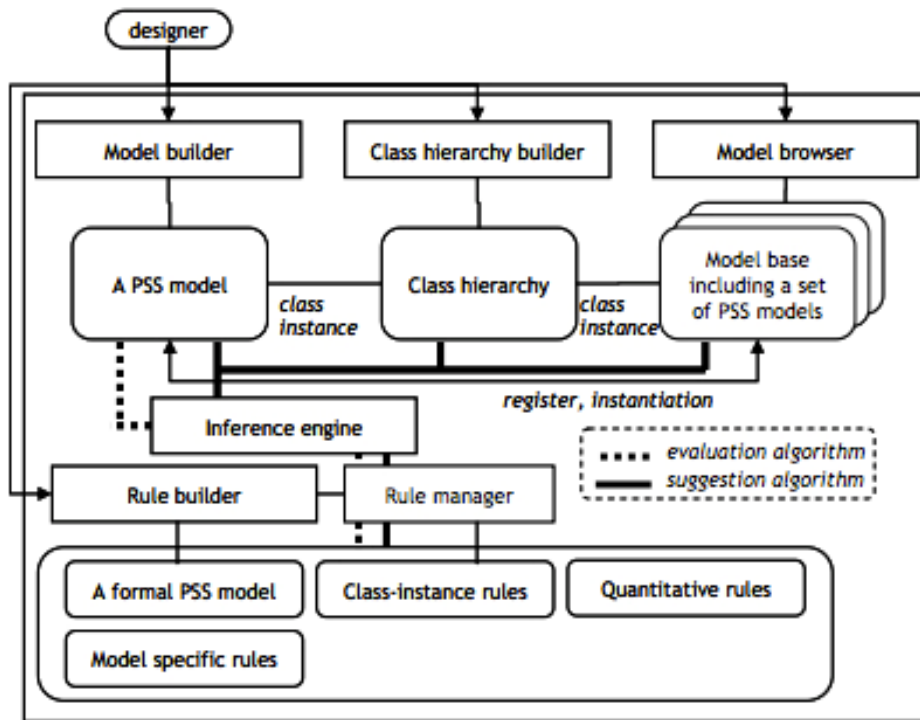 designer
Model builder
Class hierarchy builder
Model browser
A PSS model
Class hierarchy
Model base
including a set
of PSS models
class
instance
class
instance
register, instantiation
Inference engine
evaluation algorithm
suggestion algorithm
Rule builder
Rule manager
A formal PSS model
Class-instance rules
Quantitative rules
Model specific rules